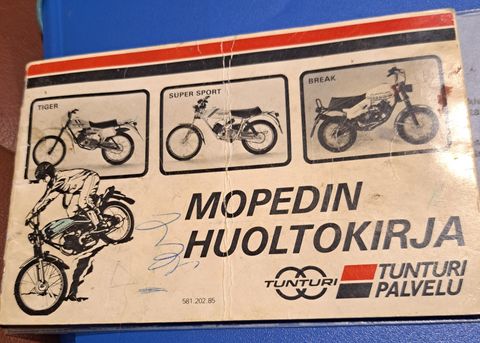 TIGER
SUPER SPORT
BREAK
MOPEDIN
HUOLTOKIRJA
TUNTURI
TUNTURI
PALVELU
581.202.85